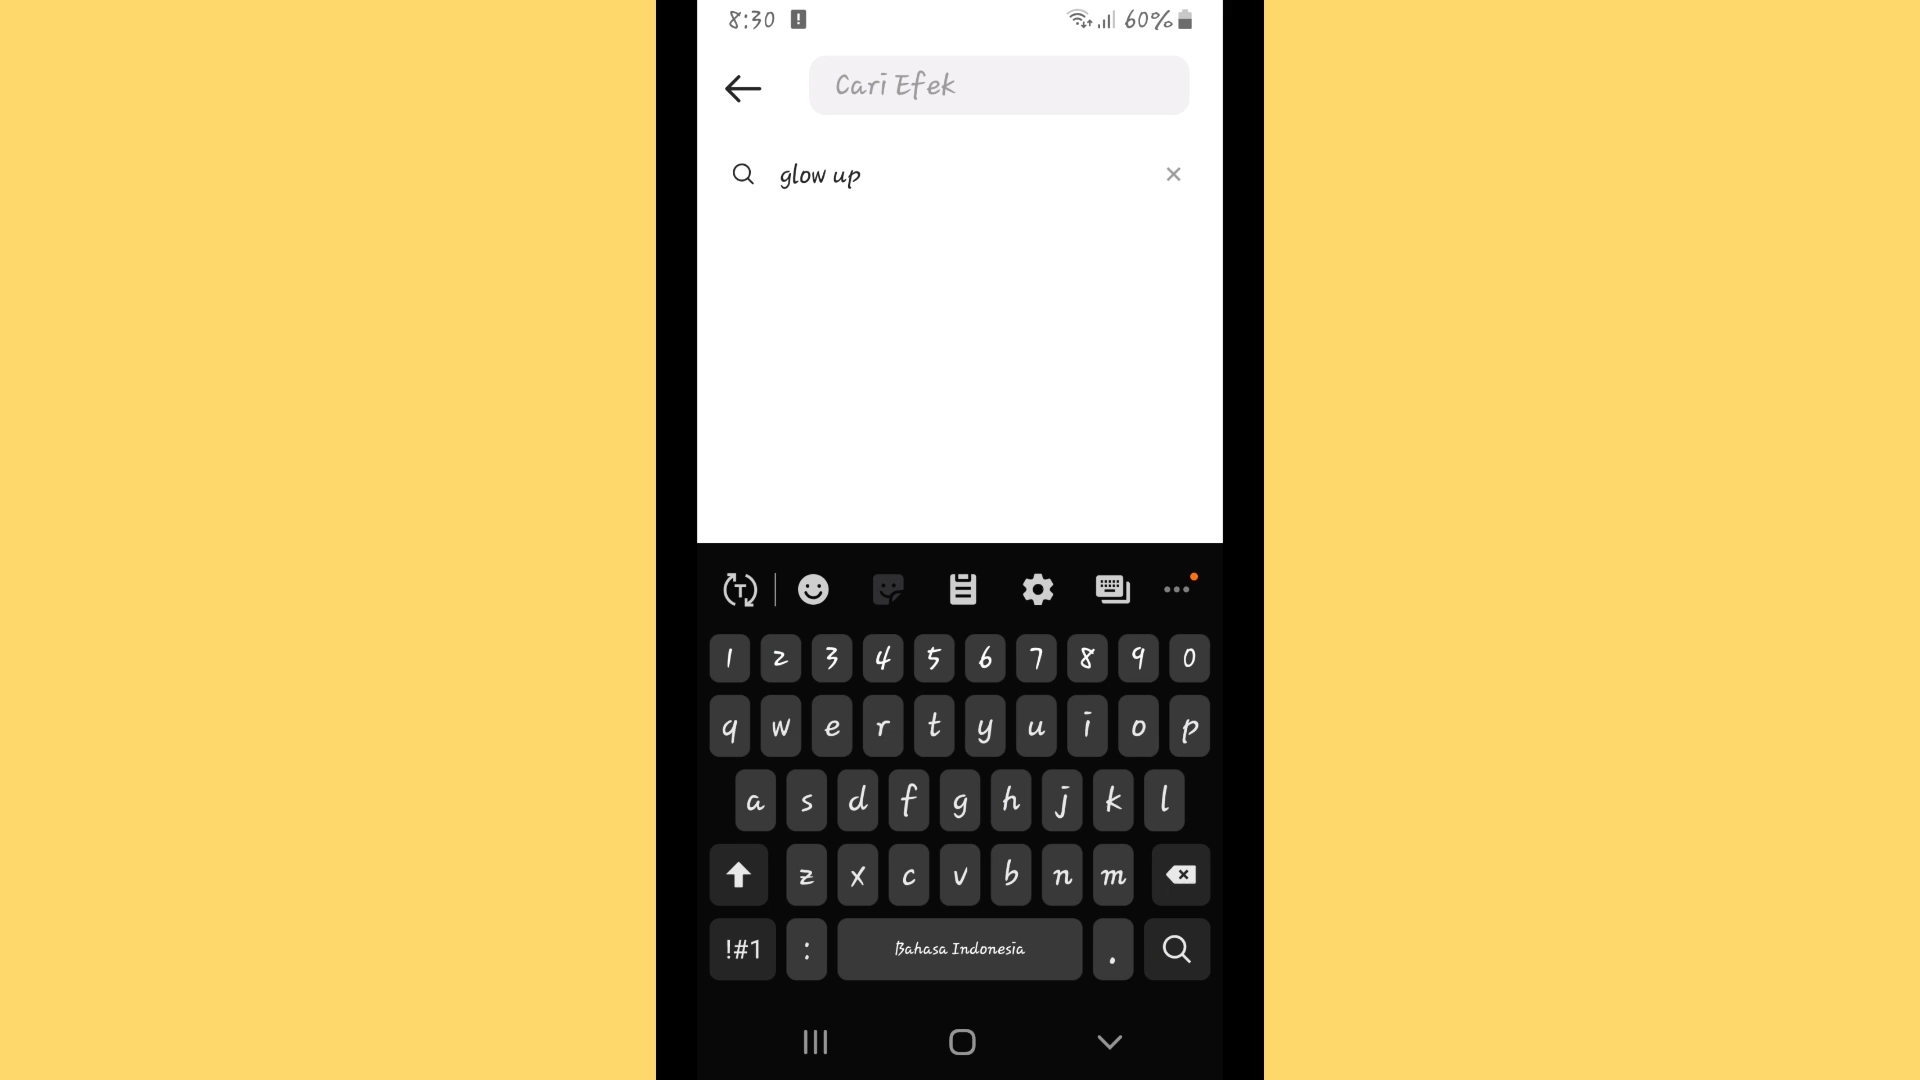 8:30 60%
Cari Efek
glow up
1 2 3 4 5 6 7 8 9 0
q w e r t y u i o p
a s d f g h j k l
z x c v b n m
!#1 : Bahasa Indonesia .